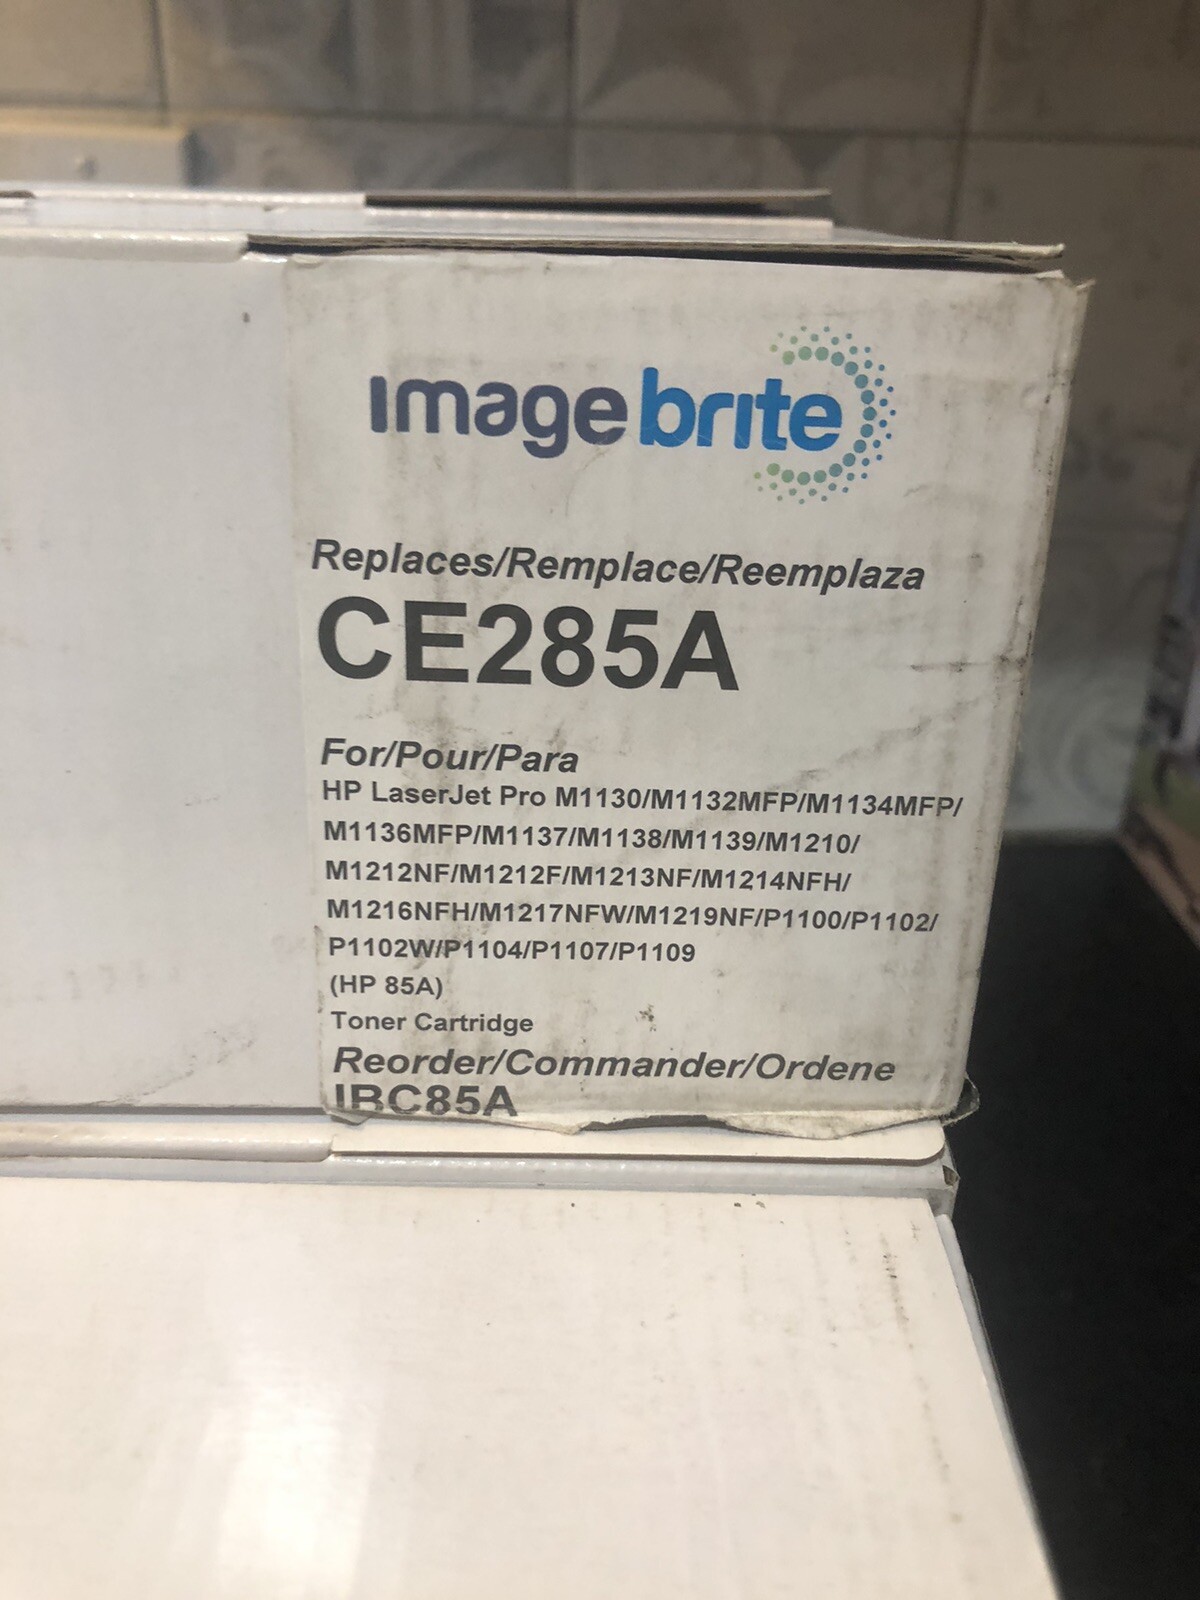 imagebrite
Replaces/Remplace/Reemplaza
CE285A
For/Pour/Para
HP LaserJet Pro M1130/M1132MFP/M1134MFP/
M1136MFP/M1137/M1138/M1139/M1210/
M1212NF/M1212F/M1213NF/M1214NFH/
M1216NFH/M1217NFW/M1219NF/P1100/P1102/
P1102W/P1104/P1107/P1109
(HP 85A)
Toner Cartridge
Reorder/Commander/Ordene
IBC85A